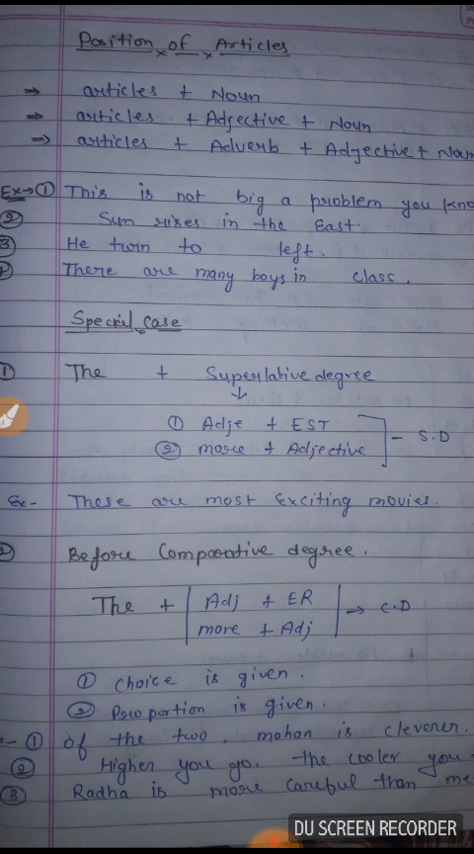 Position of Articles
→ articles + Noun
→ articles + Adjective + Noun
→ articles + Adverb + Adjective + Noun
Ex→ ① This is not big a problem you kno
② Sun rises in the East.
③ He turn to left.
There are many boys in class.
Special case
① The + Superlative degree
↓
① Adje + EST
② more + Adjective
- S.D
Ex- These are most Exciting movies.
② Before Comparative degree.
The + Adj + ER
more + Adj
→ C.D
① choice is given.
② Proportion is given.
- ① of the two, mohan is cleverer.
② Higher you go. the cooler you
③ Radha is more careful than me
DU SCREEN RECORDER